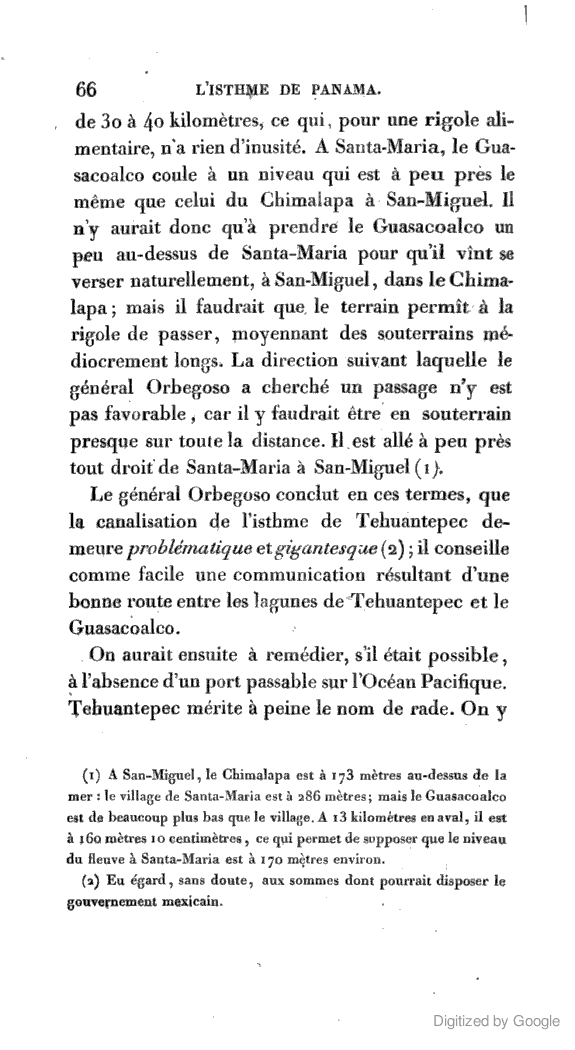 66 L'ISTHME DE PANAMA.
de 30 à 40 kilomètres, ce qui, pour une rigole ali-
mentaire, n'a rien d'inusité. A Santa-Maria, le Gua-
sacoalco coule à un niveau qui est à peu près le
même que celui du Chimalapa à San-Miguel. Il
n'y aurait donc qu'à prendre le Guasacoalco un
peu au-dessus de Santa-Maria pour qu'il vînt se
verser naturellement, à San-Miguel, dans le Chima-
lapa; mais il faudrait que le terrain permît à la
rigole de passer, moyennant des souterrains mé-
diocrement longs. La direction suivant laquelle le
général Orbegoso a cherché un passage n'y est
pas favorable, car il y faudrait être en souterrain
presque sur toute la distance. Il est allé à peu près
tout droit de Santa-Maria à San-Miguel (1).
Le général Orbegoso conclut en ces termes, que
la canalisation de l'isthme de Tehuantepec de-
meure problématique et gigantesque (2); il conseille
comme facile une communication résultant d'une
bonne route entre les lagunes de Tehuantepec et le
Guasacoalco.
On aurait ensuite à remédier, s'il était possible,
à l'absence d'un port passable sur l'Océan Pacifique.
Tehuantepec mérite à peine le nom de rade. On y
(1) A San-Miguel, le Chimalapa est à 173 mètres au-dessus de la
mer : le village de Santa-Maria est à 286 mètres; mais le Guasacoalco
est de beaucoup plus bas que le village. A 13 kilomètres en aval, il est
à 160 mètres 10 centimètres, ce qui permet de supposer que le niveau
du fleuve à Santa-Maria est à 170 mètres environ.
(2) Eu égard, sans doute, aux sommes dont pourrait disposer le
gouvernement mexicain.
Digitized by Google